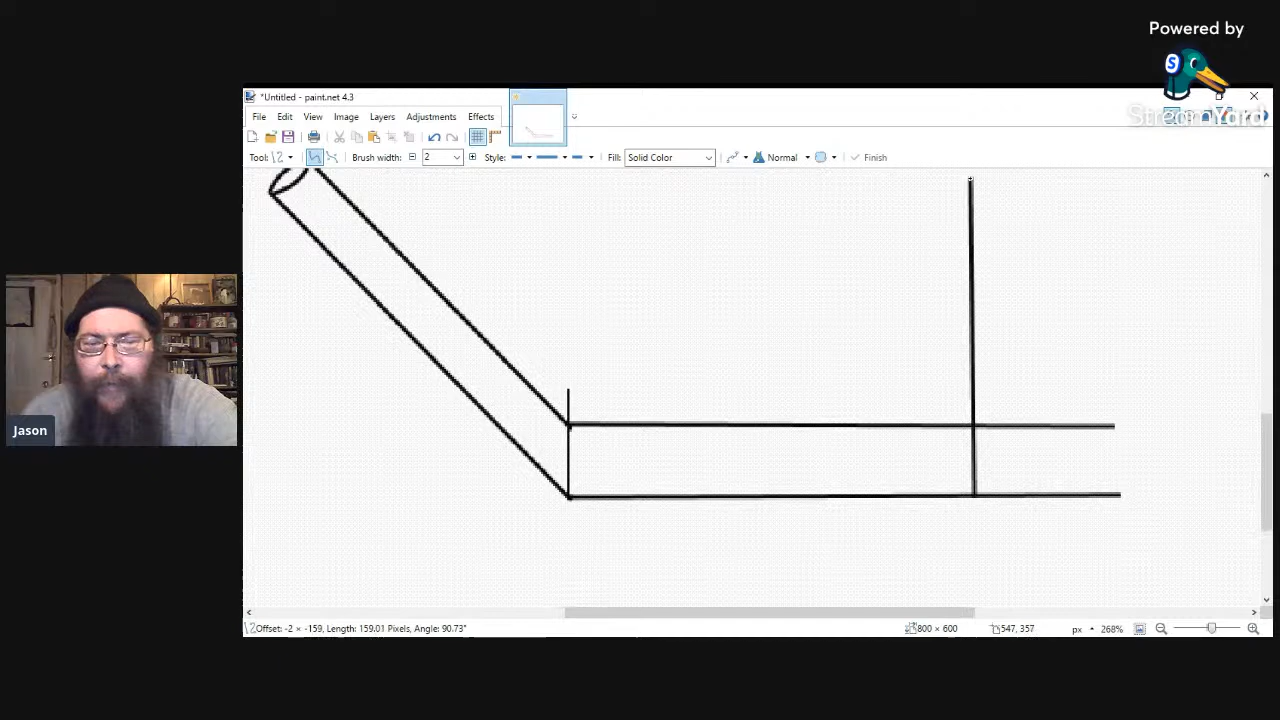 Powered by
StreamYard
S
*Untitled - paint.net 4.3
File Edit View Image Layers Adjustments Effects
Tool: Brush width: 2 Style: Fill: Solid Color Normal Finish
Jason
Offset: -2 × -159, Length: 159.01 Pixels, Angle: 90.73° 800 × 600 547, 357 px 268%